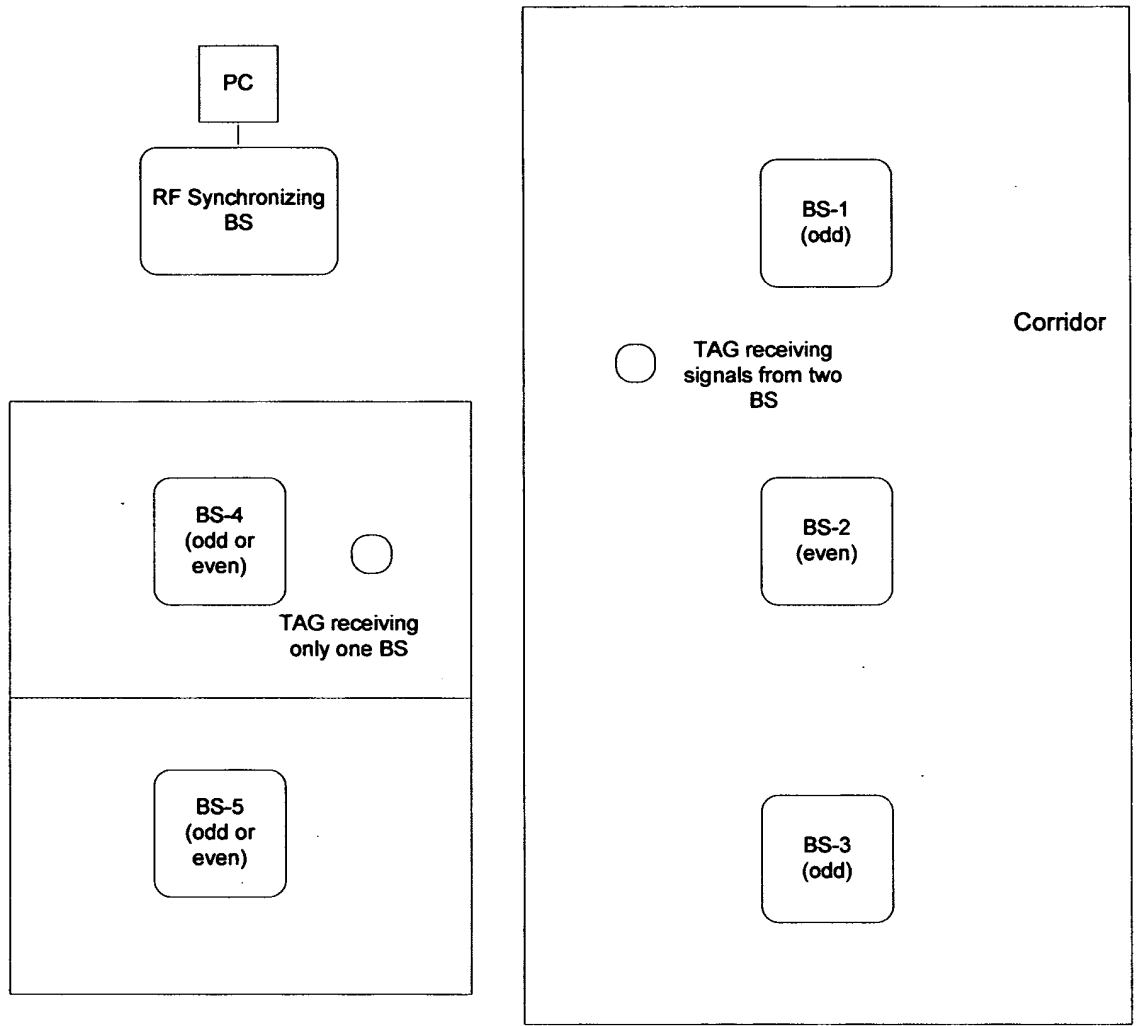 PC
RF Synchronizing
BS
BS-1
(odd)
Corridor
TAG receiving
signals from two
BS
BS-4
(odd or
even)
TAG receiving
only one BS
BS-2
(even)
BS-5
(odd or
even)
BS-3
(odd)